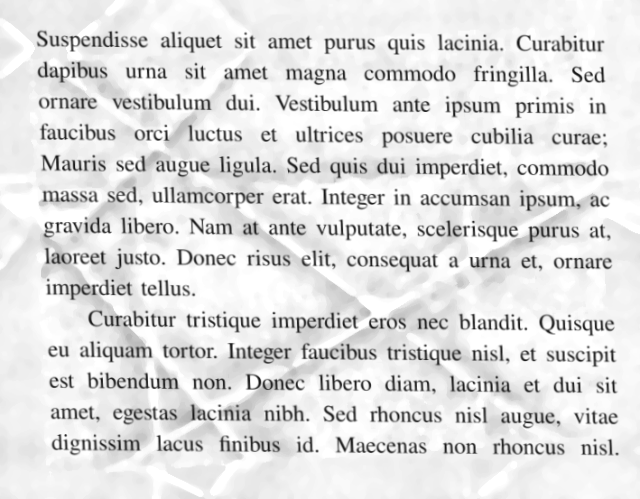 Suspendisse aliquet sit amet purus quis lacinia. Curabitur
dapibus urna sit amet magna commodo fringilla. Sed
ornare vestibulum dui. Vestibulum ante ipsum primis in
faucibus orci luctus et ultrices posuere cubilia curae;
Mauris sed augue ligula. Sed quis dui imperdiet, commodo
massa sed, ullamcorper erat. Integer in accumsan ipsum, ac
gravida libero. Nam at ante vulputate, scelerisque purus at,
laoreet justo. Donec risus elit, consequat a urna et, ornare
imperdiet tellus.
Curabitur tristique imperdiet eros nec blandit. Quisque
eu aliquam tortor. Integer faucibus tristique nisl, et suscipit
est bibendum non. Donec libero diam, lacinia et dui sit
amet, egestas lacinia nibh. Sed rhoncus nisl augue, vitae
dignissim lacus finibus id. Maecenas non rhoncus nisl.